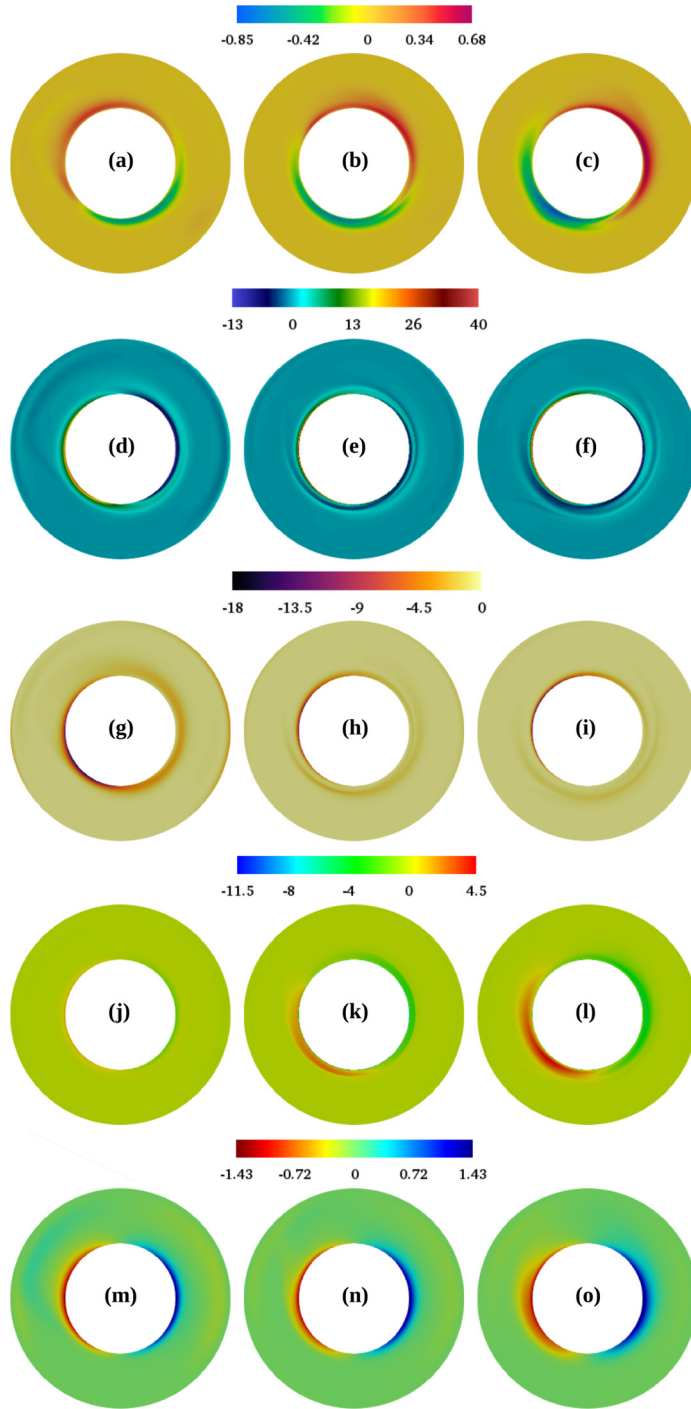 -0.85 -0.42 0 0.34 0.68
(a) (b) (c)
-13 0 13 26 40
(d) (e) (f)
-18 -13.5 -9 -4.5 0
(g) (h) (i)
-11.5 -8 -4 0 4.5
(j) (k) (l)
-1.43 -0.72 0 0.72 1.43
(m) (n) (o)